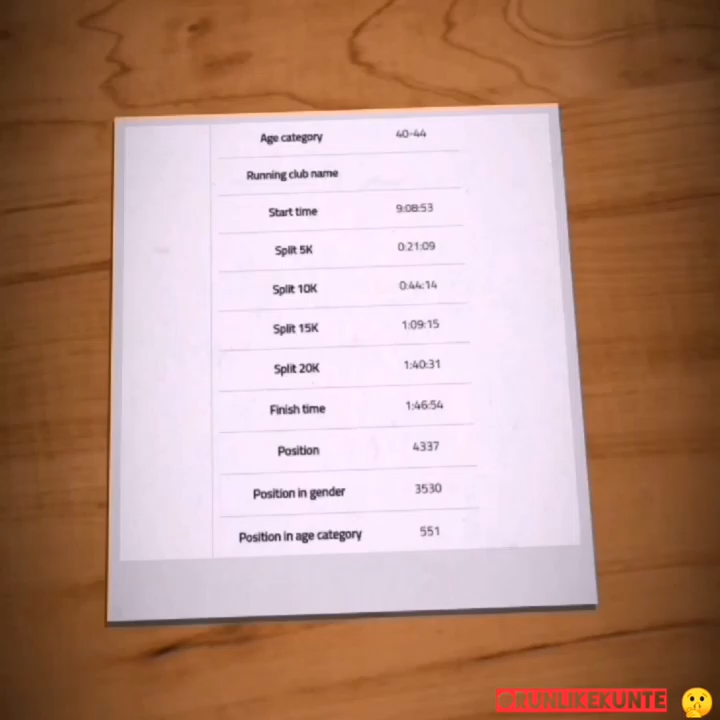 Age category 40-44
Running club name
Start time 9:08:53
Split 5K 0:21:09
Split 10K 0:44:14
Split 15K 1:09:15
Split 20K 1:40:31
Finish time 1:46:54
Position 4337
Position in gender 3530
Position in age category 551
@RUNLIKEKUNTE